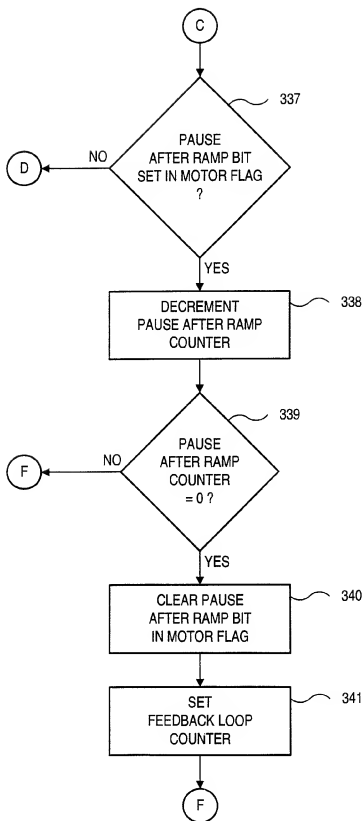 C
337
PAUSE
AFTER RAMP BIT
SET IN MOTOR FLAG
?
NO
D
YES
338
DECREMENT
PAUSE AFTER RAMP
COUNTER
339
PAUSE
AFTER RAMP
COUNTER
= 0 ?
NO
F
YES
340
CLEAR PAUSE
AFTER RAMP BIT
IN MOTOR FLAG
341
SET
FEEDBACK LOOP
COUNTER
F